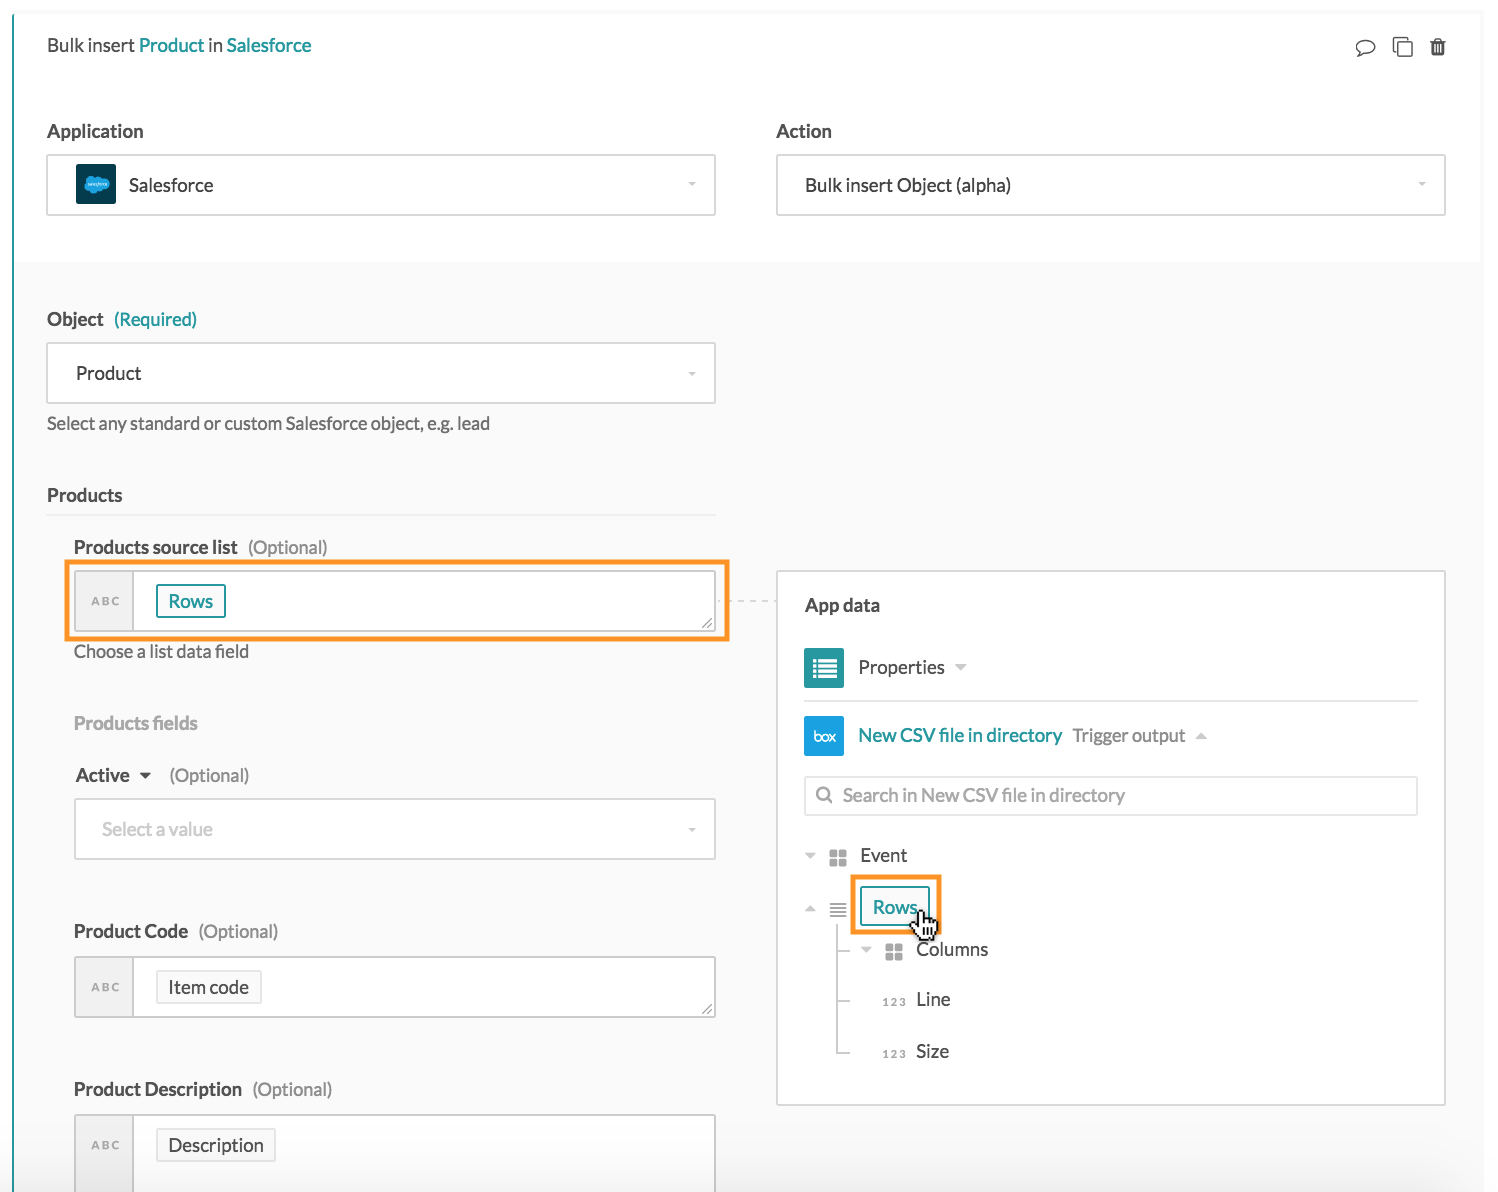 Bulk insert Product in Salesforce
Application
Action
salesforce
Salesforce
Bulk insert Object (alpha)
Object (Required)
Product
Select any standard or custom Salesforce object, e.g. lead
Products
Products source list (Optional)
ABC Rows
Choose a list data field
App data
Properties
box New CSV file in directory Trigger output
Search in New CSV file in directory
Event
Rows
Columns
123 Line
123 Size
Products fields
Active (Optional)
Select a value
Product Code (Optional)
ABC Item code
Product Description (Optional)
ABC Description